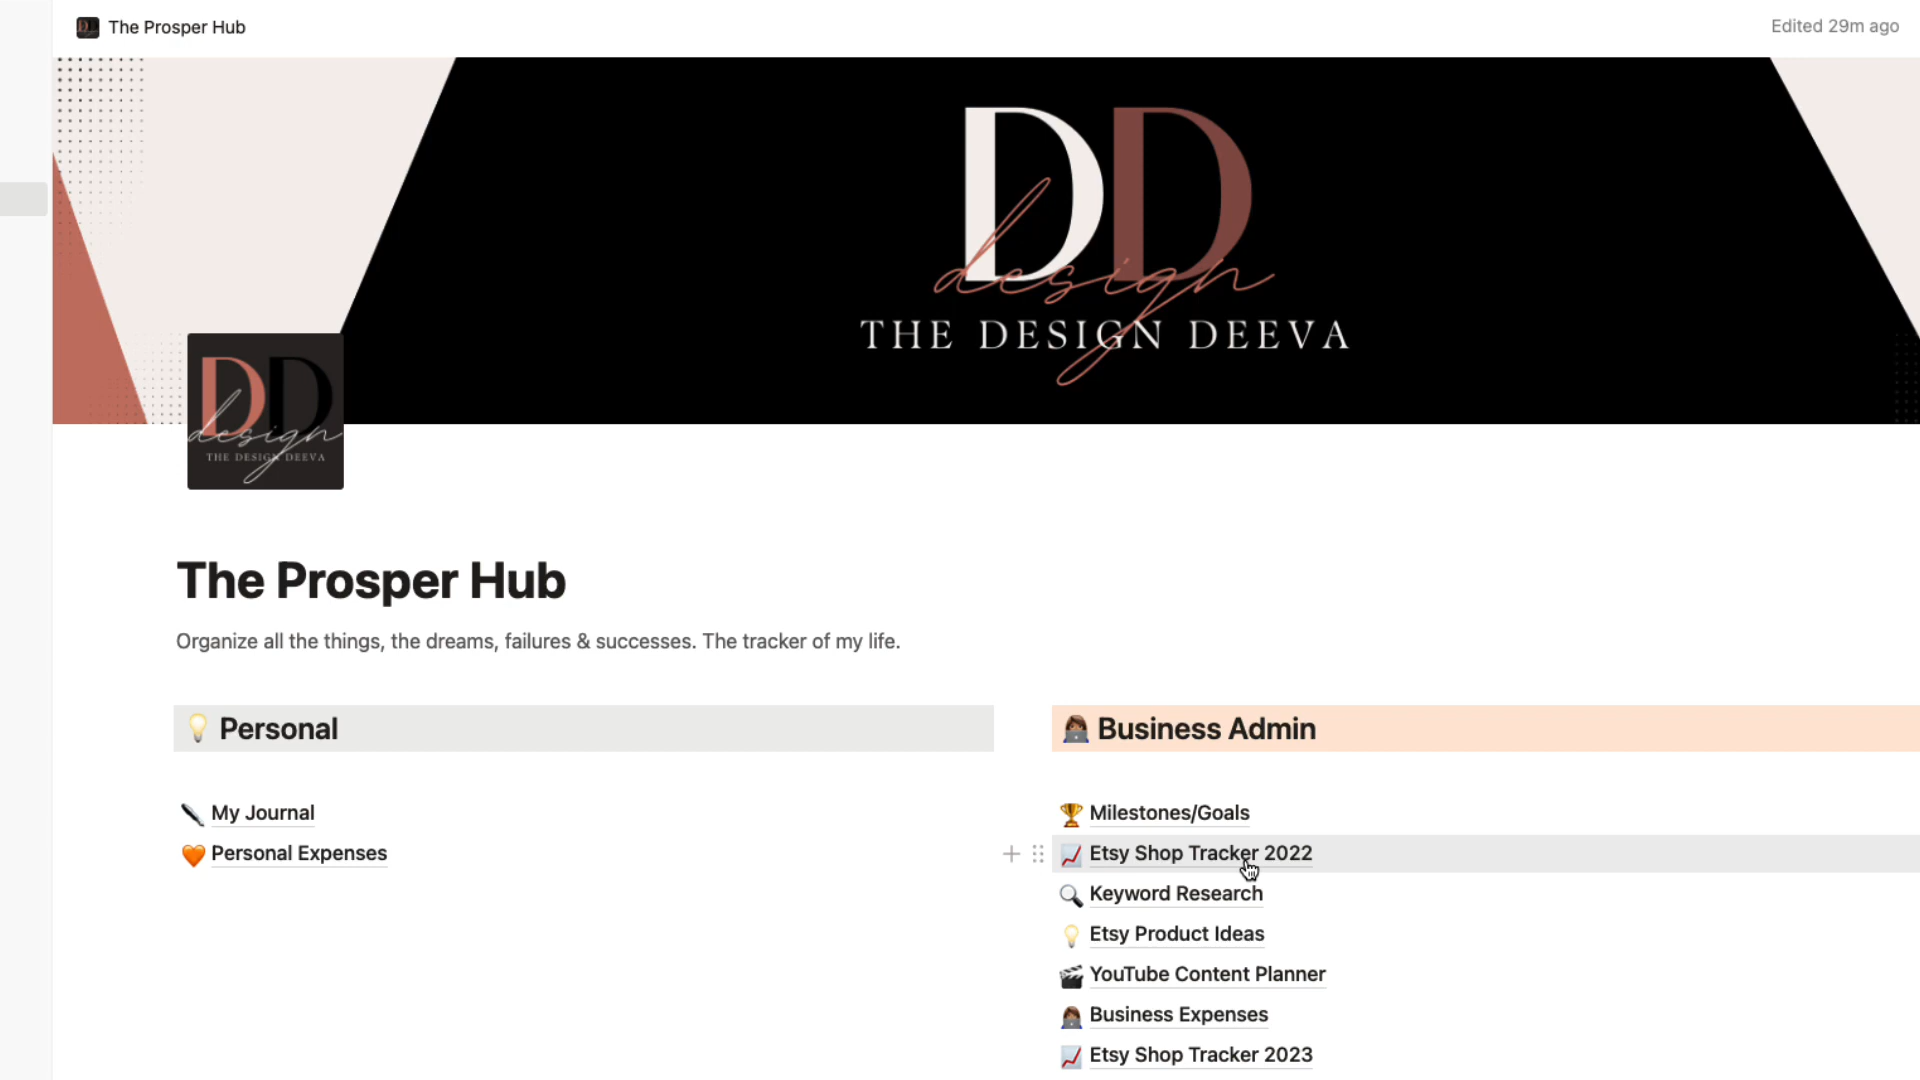 The Prosper Hub
Edited 29m ago
DD
design
THE DESIGN DEEVA
DD
design
THE DESIGN DEEVA
The Prosper Hub
Organize all the things, the dreams, failures & successes. The tracker of my life.
Personal
My Journal
Personal Expenses
Business Admin
Milestones/Goals
Etsy Shop Tracker 2022
Keyword Research
Etsy Product Ideas
YouTube Content Planner
Business Expenses
Etsy Shop Tracker 2023